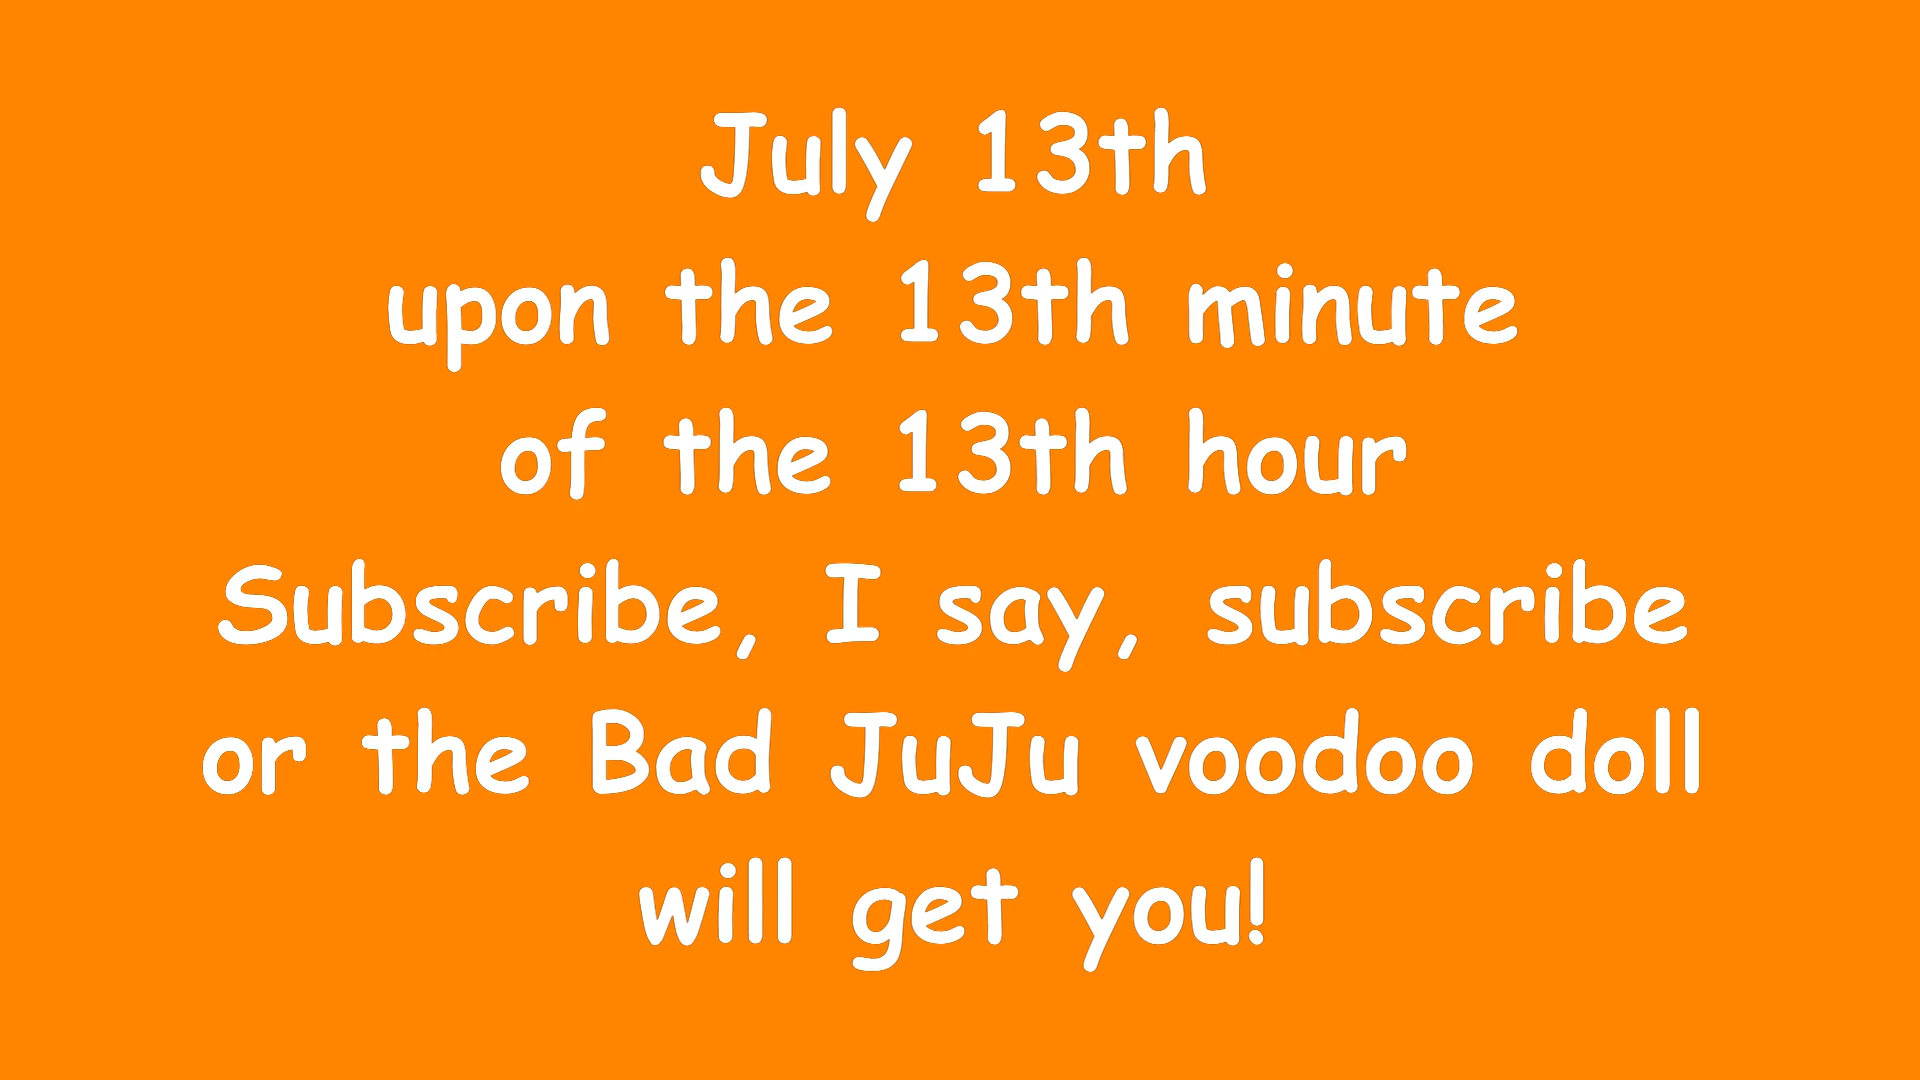 July 13th
upon the 13th minute
of the 13th hour
Subscribe, I say, subscribe
or the Bad JuJu voodoo doll
will get you!